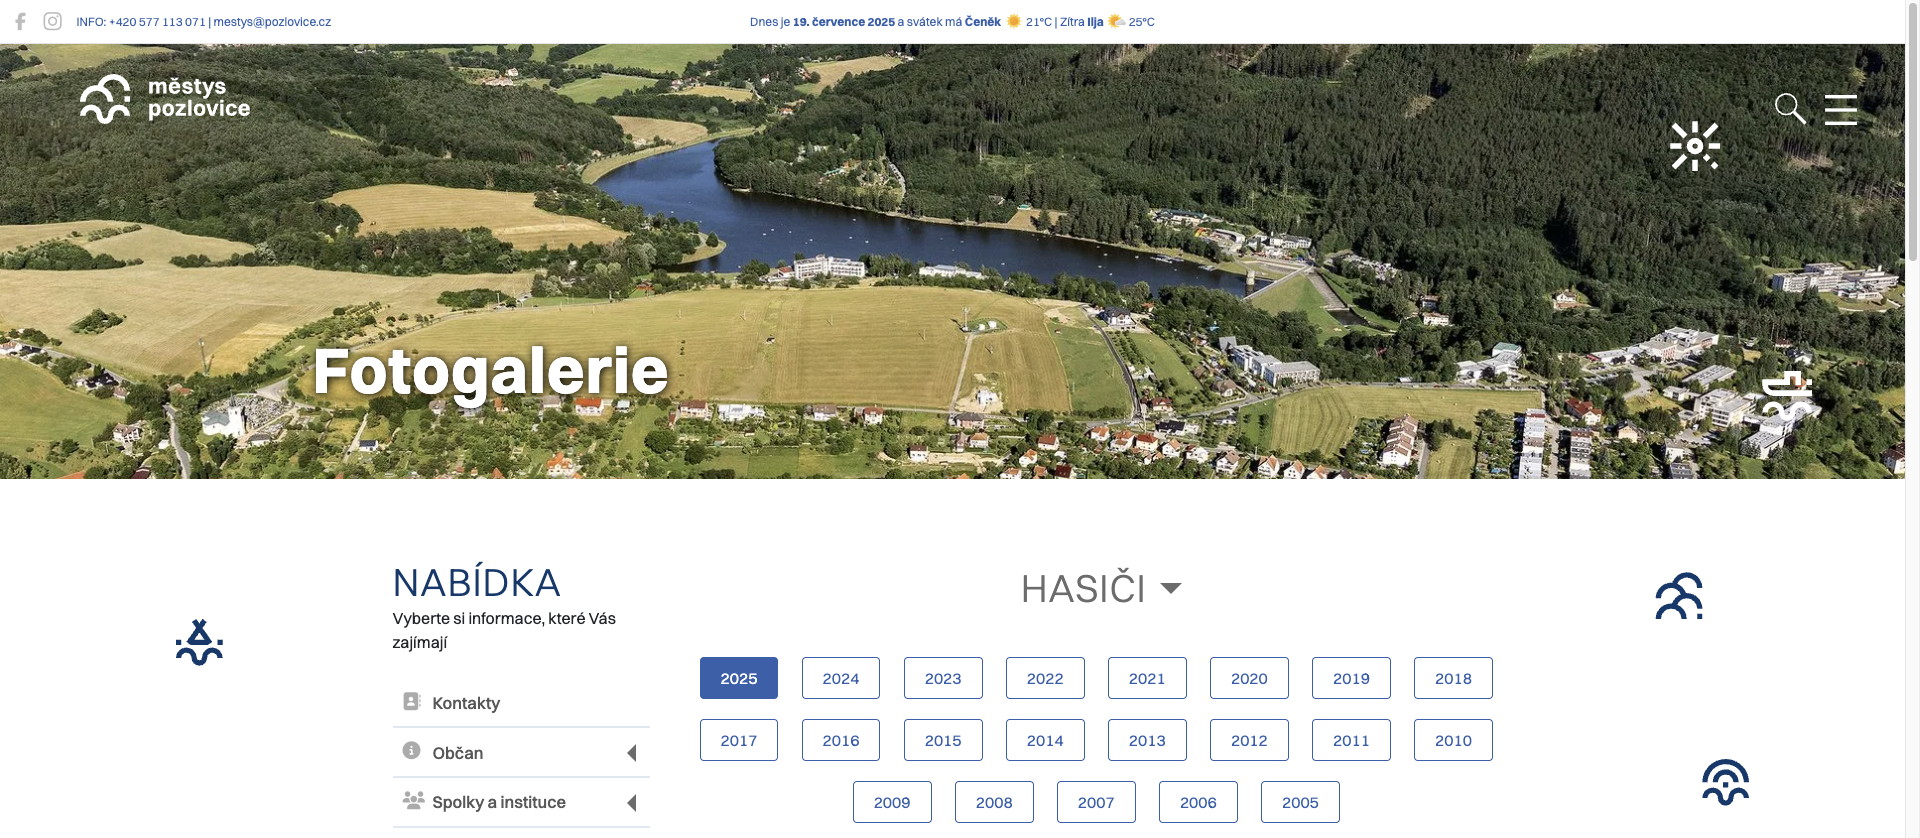 INFO: +420 577 113 071 | mestys@pozlovice.cz
Dnes je 19. července 2025 a svátek má Čeněk 21°C | Zítra Ilja 25°C
městys
pozlovice
Fotogalerie
NABÍDKA
Vyberte si informace, které Vás
zajímají
Kontakty
Občan
Spolky a instituce
HASIČI
2025 2024 2023 2022 2021 2020 2019 2018
2017 2016 2015 2014 2013 2012 2011 2010
2009 2008 2007 2006 2005